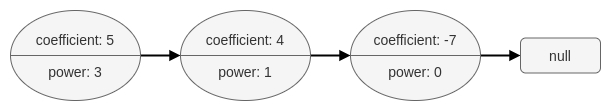 coefficient: 5
power: 3
coefficient: 4
power: 1
coefficient: -7
power: 0
null